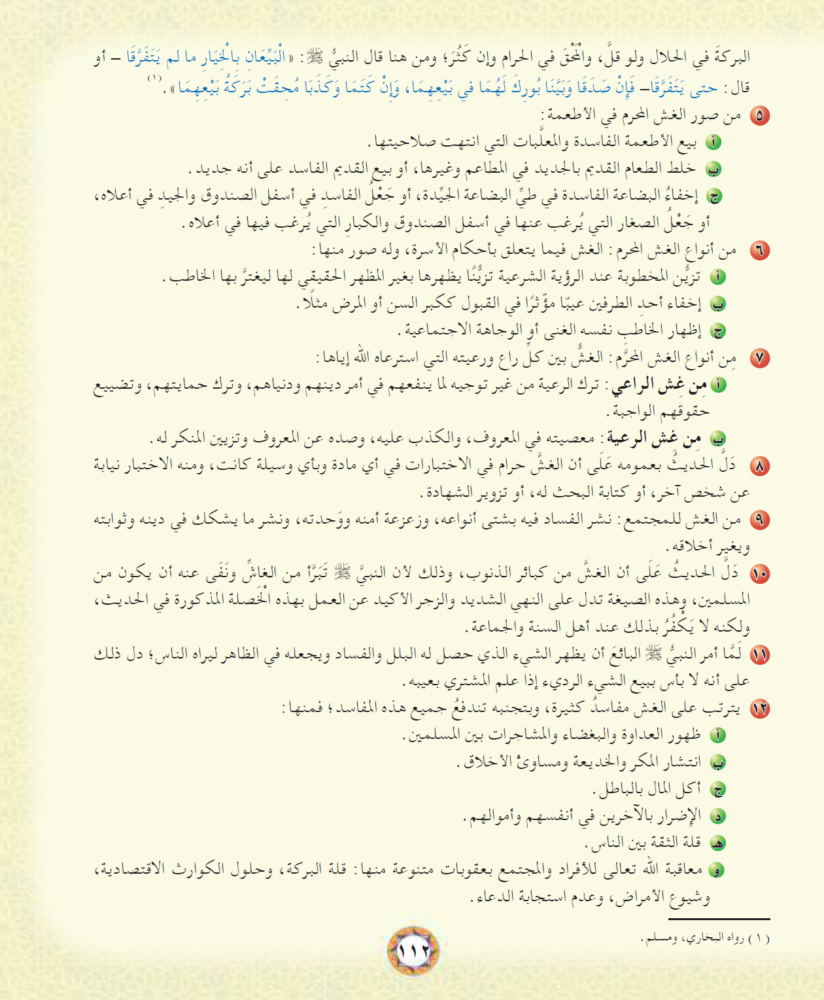 البركةَ في الحلال ولو قلَّ، والْمَحْقَ في الحرام وإن كَثُرَ؛ ومن هنا قال النبيُّ ﷺ: «الْبَيِّعَانِ بِالْخِيَارِ ما لم يَتَفَرَّقَا – أو
قال: حتى يَتَفَرَّقَا– فَإِنْ صَدَقَا وَبَيَّنَا بُورِكَ لَهُمَا في بَيْعِهِمَا، وَإِنْ كَتَمَا وَكَذَبَا مُحِقَتْ بَرَكَةُ بَيْعِهِمَا». (١)
٥ من صور الغش المحرم في الأطعمة:
أ بيع الأطعمة الفاسدة والمعلَّبات التي انتهت صلاحيتها.
ب خلط الطعام القديم بالجديد في المطاعم وغيرها، أو بيع القديم الفاسد على أنه جديد.
ج إخفاءُ البضاعة الفاسدة في طيِّ البضاعة الجيِّدة، أو جَعْلُ الفاسدِ في أسفل الصندوق والجيدِ في أعلاه،
أو جَعْلُ الصغار التي يُرغب عنها في أسفل الصندوق والكبارِ التي يُرغب فيها في أعلاه.
٦ من أنواع الغش المحرم: الغش فيما يتعلق بأحكام الأسرة، وله صور منها:
أ تزيُّن المخطوبة عند الرؤية الشرعية تزيُّنًا يظهرها بغير المظهر الحقيقي لها ليغترَّ بها الخاطب.
ب إخفاء أحدِ الطرفين عيبًا مؤثرًا في القبول ككبر السن أو المرض مثلًا.
ج إظهار الخاطبِ نفسه الغنى أو الوجاهة الاجتماعية.
٧ مِن أنواع الغش المحرَّم: الغشُّ بين كلِّ راع ورعيته التي استرعاه الله إياها:
أ مِن غِش الراعي: ترك الرعية من غير توجيه لما ينفعهم في أمر دينهم ودنياهم، وترك حمايتهم، وتضييع
حقوقهم الواجبة.
ب مِن غِش الرعية: معصيته في المعروف، والكذب عليه، وصده عن المعروف وتزيين المنكر له.
٨ دَلَّ الحديثُ بعمومه عَلَى أن الغشَّ حرام في الاختبارات في أي مادة وبأي وسيلة كانت، ومنه الاختبار نيابة
عن شخص آخر، أو كتابة البحث له، أو تزوير الشهادة.
٩ من الغش للمجتمع: نشر الفساد فيه بشتى أنواعه، وزعزعة أمنه ووَحدته، ونشر ما يشكك في دينه وثوابته
ويغير أخلاقه.
١٠ دَلَّ الحديثُ عَلَى أن الغشَّ من كبائر الذنوب، وذلك لأن النبيَّ ﷺ تَبَرَّأ من الغاشِّ ونَفَى عنه أن يكون من
المسلمين، وهذه الصيغة تدل على النهي الشديد والزجر الأكيد عن العمل بهذه الْخَصلة المذكورة في الحديث،
ولكنه لا يَكْفُرُ بذلك عند أهل السنة والجماعة.
١١ لَمَّا أمر النبيُّ ﷺ البائعَ أن يظهر الشيء الذي حصل له البلل والفساد ويجعله في الظاهر ليراه الناس؛ دل ذلك
على أنه لا بأس ببيع الشيء الرديء إذا علم المشتري بعيبه.
١٢ يترتب على الغش مفاسدُ كثيرة، وبتجنبه تندفعُ جميع هذه المفاسد؛ فمنها:
أ ظهور العداوة والبغضاء والمشاجرات بين المسلمين.
ب انتشار المكر والخديعة ومساوئ الأخلاق.
ج أكل المال بالباطل.
د الإِضرار بالآخرين في أنفسهم وأموالهم.
هـ قلة الثقة بين الناس.
و معاقبة الله تعالى للأفراد والمجتمع بعقوبات متنوعة منها: قلة البركة، وحلول الكوارث الاقتصادية،
وشيوع الأمراض، وعدم استجابة الدعاء.
(١) رواه البخاري، ومسلم.
١١٢